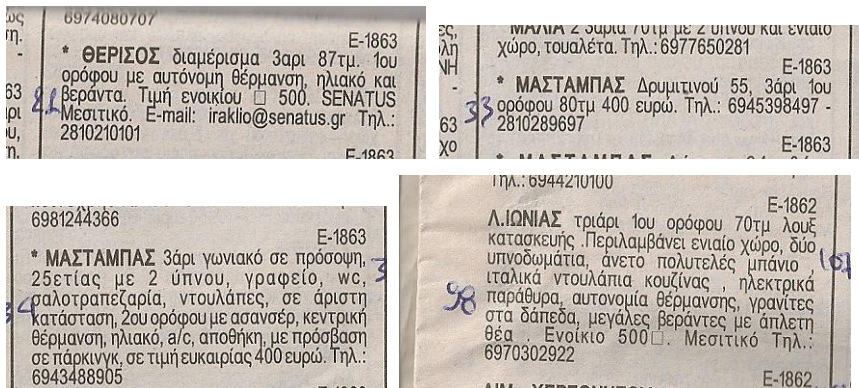 6974080707
E-1863
* ΘΕΡΙΣΟΣ διαμέρισμα 3αρι 87τμ. 1ου
ορόφου με αυτόνομη θέρμανση, ηλιακό και
βεράντα. Τιμή ενοικίου □ 500. SENATUS
Μεσιτικό. E-mail: iraklio@senatus.gr Τηλ.:
2810210101
E-1863
ΜΑΛΙΑ 2 3άρια 70τμ με 2 ύπνου και ενιαίο
χώρο, τουαλέτα. Τηλ.: 6977650281
E-1863
33
* ΜΑΣΤΑΜΠΑΣ Δρυμιτινού 55, 3άρι 1ου
ορόφου 80τμ 400 ευρώ. Τηλ.: 6945398497 -
2810289697
E-1863
6981244366
E-1863
* ΜΑΣΤΑΜΠΑΣ 3άρι γωνιακό σε πρόσοψη,
25ετίας με 2 ύπνου, γραφείο, wc,
σαλοτραπεζαρία, ντουλάπες, σε άριστη
34
κατάσταση, 2ου ορόφου με ασανσέρ, κεντρική
θέρμανση, ηλιακό, a/c, αποθήκη, με πρόσβαση
σε πάρκινγκ, σε τιμή ευκαιρίας 400 ευρώ. Τηλ.:
6943488905
Τηλ.: 6944210100
E-1862
Λ.ΙΩΝΙΑΣ τριάρι 1ου ορόφου 70τμ λουξ
κατασκευής .Περιλαμβάνει ενιαίο χώρο, δύο
υπνοδωμάτια, άνετο πολυτελές μπάνιο ,
ιταλικά ντουλάπια κουζίνας , ηλεκτρικά
98
παράθυρα, αυτονομία θέρμανσης, γρανίτες
στα δάπεδα, μεγάλες βεράντες με άπλετη
θέα . Ενοίκιο 500□. Μεσιτικό Τηλ.:
6970302922
E-1862